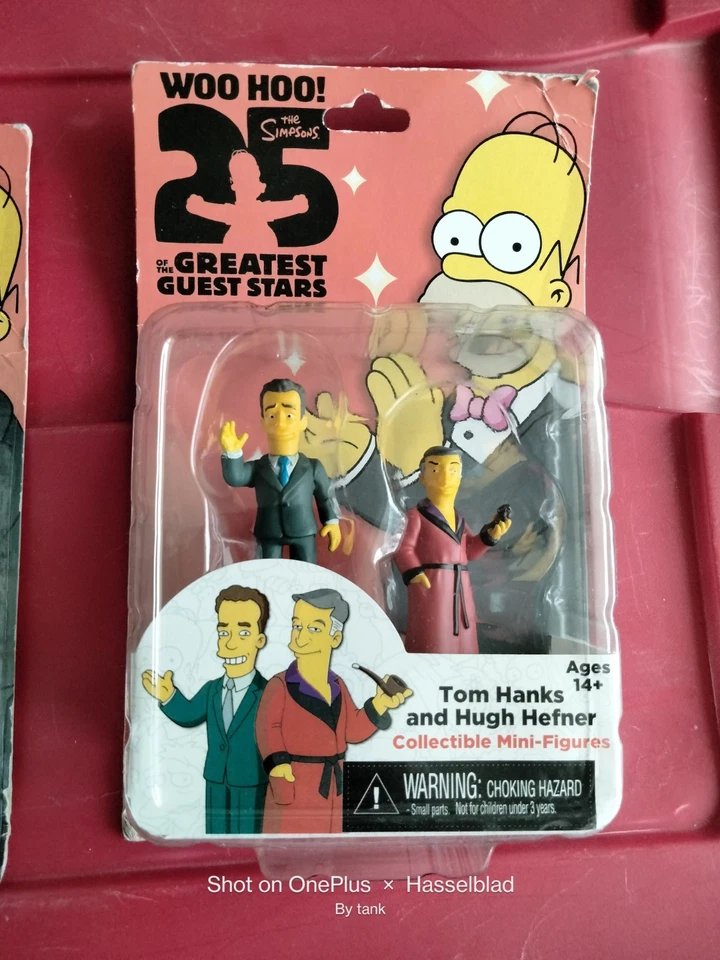 WOO HOO!
THE
SIMPSONS
25
OF THE GREATEST
GUEST STARS
Ages
14+
Tom Hanks
and Hugh Hefner
Collectible Mini-Figures
WARNING: CHOKING HAZARD
- Small parts. Not for children under 3 years.
Shot on OnePlus × Hasselblad
By tank